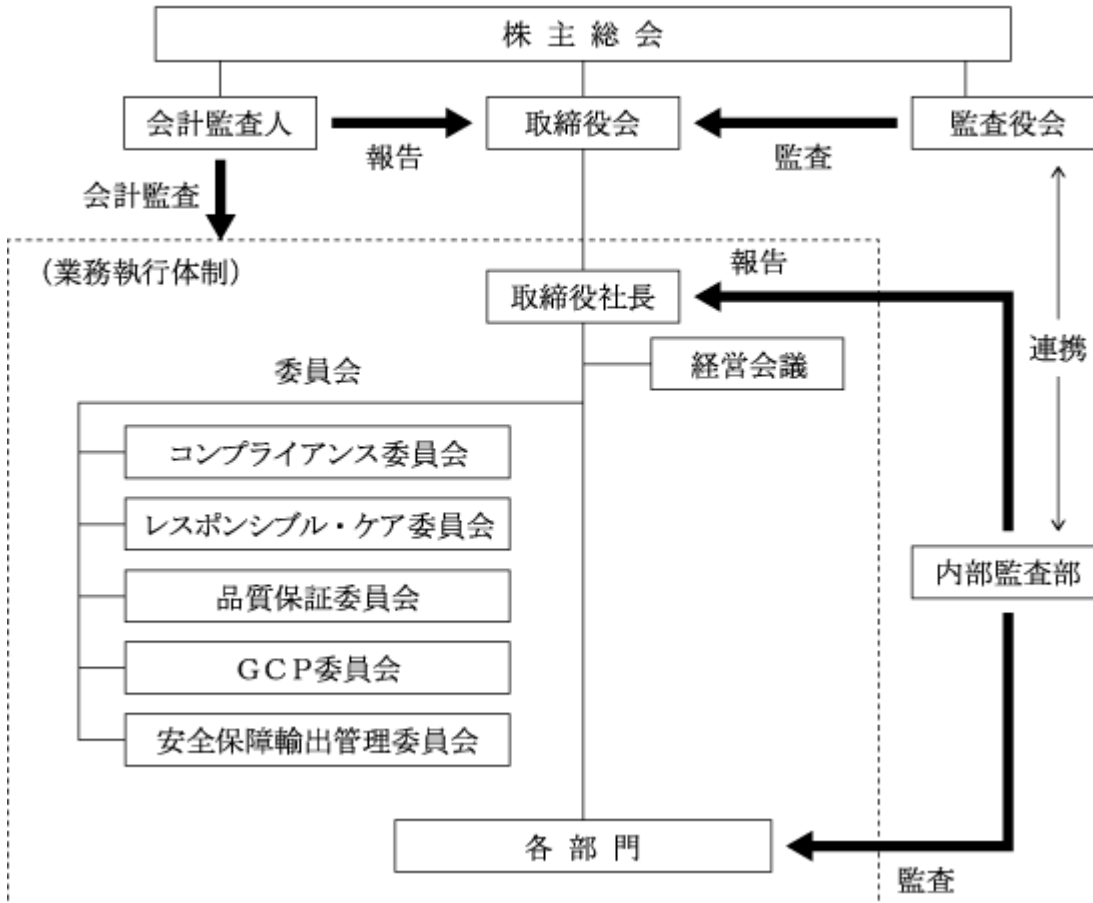 株主総会
会計監査人
取締役会
監査役会
報告
監査
会計監査
(業務執行体制)
報告
取締役社長
連携
経営会議
委員会
コンプライアンス委員会
レスポンシブル・ケア委員会
品質保証委員会
内部監査部
GCP委員会
安全保障輸出管理委員会
各部門
監査